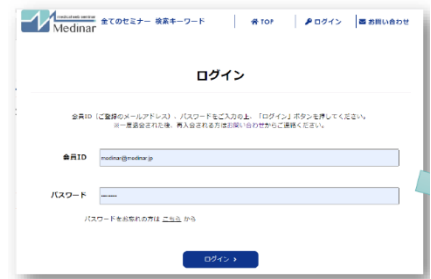 medical web seminar
Medinar
全てのセミナー 検索キーワード
TOP
ログイン
お問い合わせ
ログイン
会員ID（ご登録のメールアドレス）、パスワードをご入力の上、「ログイン」ボタンを押してください。
※一度退会された後、再入会される方はお問い合わせからご連絡ください。
会員ID
medinar@medinar.jp
パスワード
パスワードをお忘れの方は こちら から
ログイン